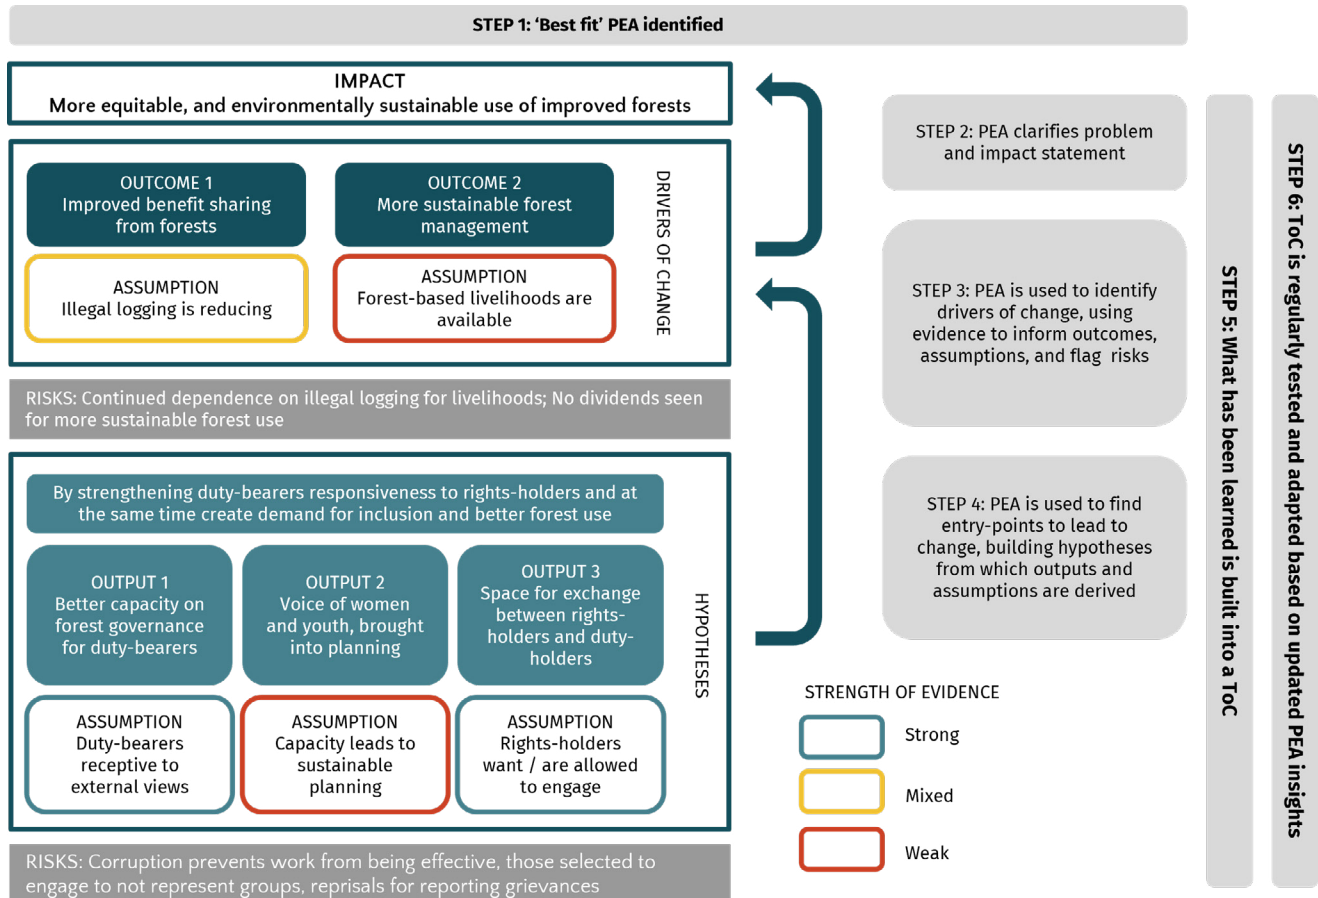 STEP 1: ‘Best fit’ PEA identified
IMPACT
More equitable, and environmentally sustainable use of improved forests
OUTCOME 1
Improved benefit sharing
from forests
OUTCOME 2
More sustainable forest
management
ASSUMPTION
Illegal logging is reducing
ASSUMPTION
Forest-based livelihoods are
available
DRIVERS OF CHANGE
RISKS: Continued dependence on illegal logging for livelihoods; No dividends seen
for more sustainable forest use
By strengthening duty-bearers responsiveness to rights-holders and at
the same time create demand for inclusion and better forest use
OUTPUT 1
Better capacity on
forest governance
for duty-bearers
OUTPUT 2
Voice of women
and youth, brought
into planning
OUTPUT 3
Space for exchange
between rights-
holders and duty-
holders
ASSUMPTION
Duty-bearers
receptive to
external views
ASSUMPTION
Capacity leads to
sustainable
planning
ASSUMPTION
Rights-holders
want / are allowed
to engage
HYPOTHESES
RISKS: Corruption prevents work from being effective, those selected to
engage to not represent groups, reprisals for reporting grievances
STEP 2: PEA clarifies problem
and impact statement
STEP 3: PEA is used to identify
drivers of change, using
evidence to inform outcomes,
assumptions, and flag risks
STEP 4: PEA is used to find
entry-points to lead to
change, building hypotheses
from which outputs and
assumptions are derived
STRENGTH OF EVIDENCE
Strong
Mixed
Weak
STEP 5: What has been learned is built into a ToC
STEP 6: ToC is regularly tested and adapted based on updated PEA insights